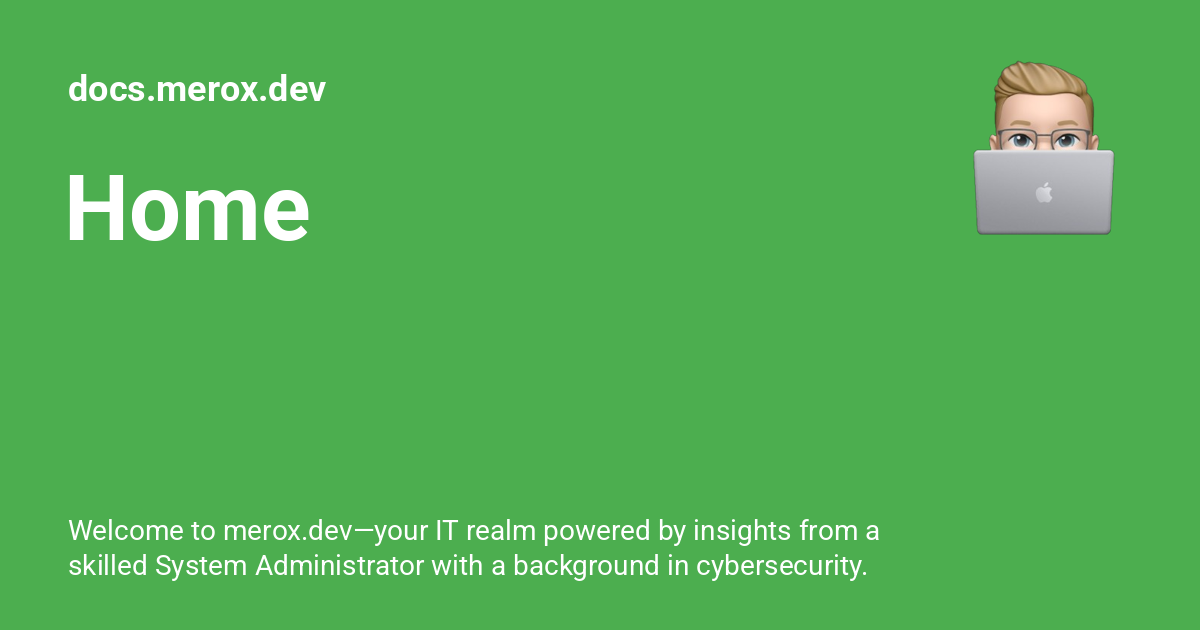 docs.merox.dev
Home
Welcome to merox.dev—your IT realm powered by insights from a
skilled System Administrator with a background in cybersecurity.